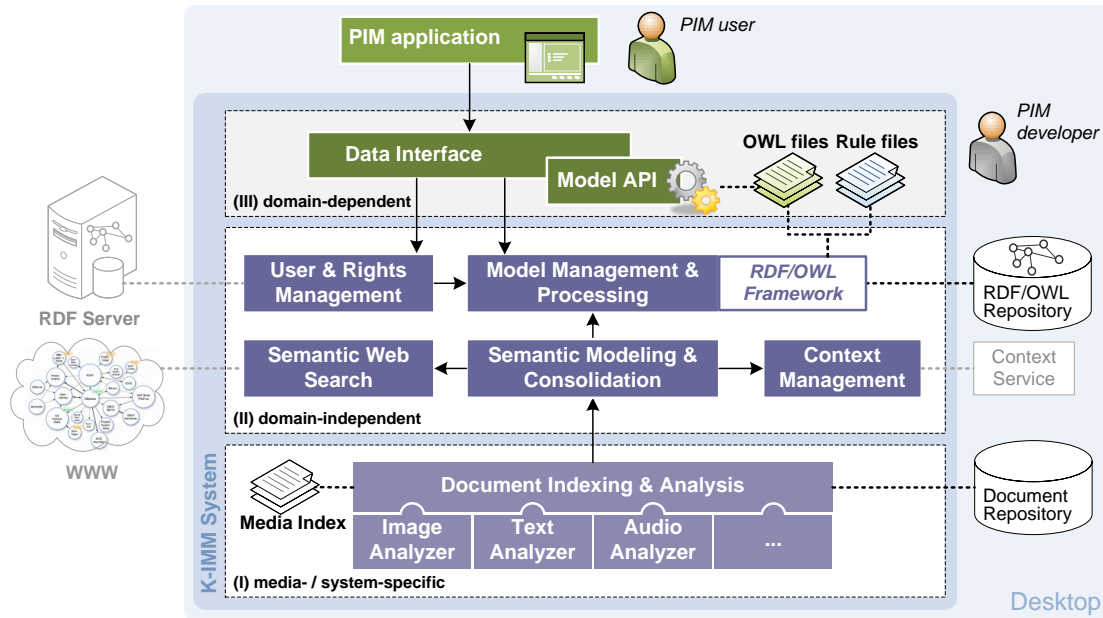 PIM application
PIM user
PIM
developer
OWL files
Rule files
Data Interface
Model API
(III) domain-dependent
User & Rights
Management
Model Management &
Processing
RDF/OWL
Framework
RDF/OWL
Repository
RDF Server
Semantic Web
Search
Semantic Modeling &
Consolidation
Context
Management
Context
Service
(II) domain-independent
WWW
K-IMM System
Media Index
Document Indexing & Analysis
Document
Repository
Image
Analyzer
Text
Analyzer
Audio
Analyzer
...
(I) media- / system-specific
Desktop